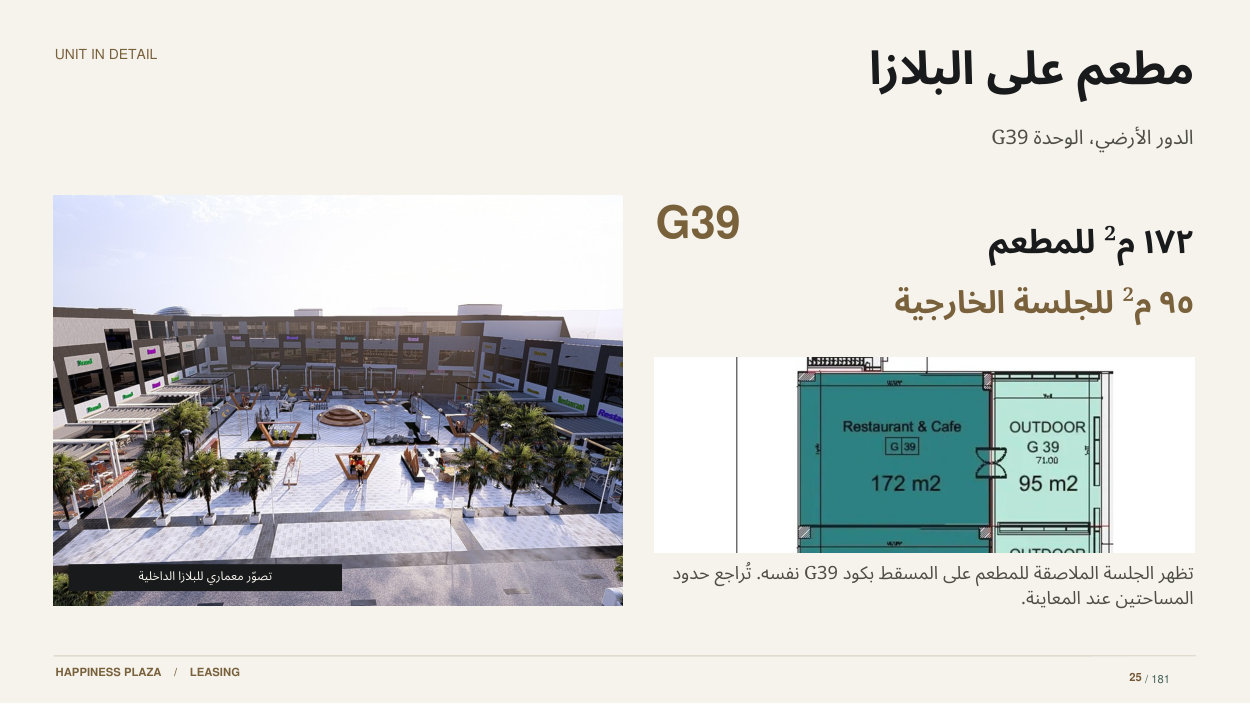 UNIT IN DETAIL
مطعم على البلازا
الدور الأرضي، الوحدة G39
G39
١٧٢ م² للمطعم
٩٥ م² للجلسة الخارجية
Restaurant & Cafe
G 39
172 m2
OUTDOOR
G 39
71.00
95 m2
OUTDOOR
تظهر الجلسة الملاصقة للمطعم على المسقط بكود G39 نفسه. تُراجع حدود
المساحتين عند المعاينة.
Welcome
تصوّر معماري للبلازا الداخلية
HAPPINESS PLAZA / LEASING
25 / 181